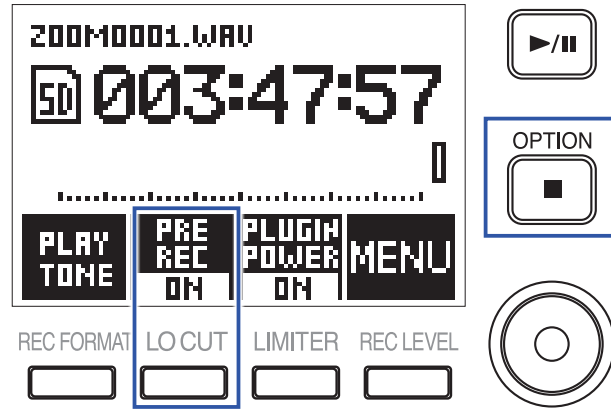 ZOOM0001.WAV
SD 003:47:57
PLAY TONE
PRE REC ON
PLUGIN POWER ON
MENU
REC FORMAT LO CUT LIMITER REC LEVEL
OPTION